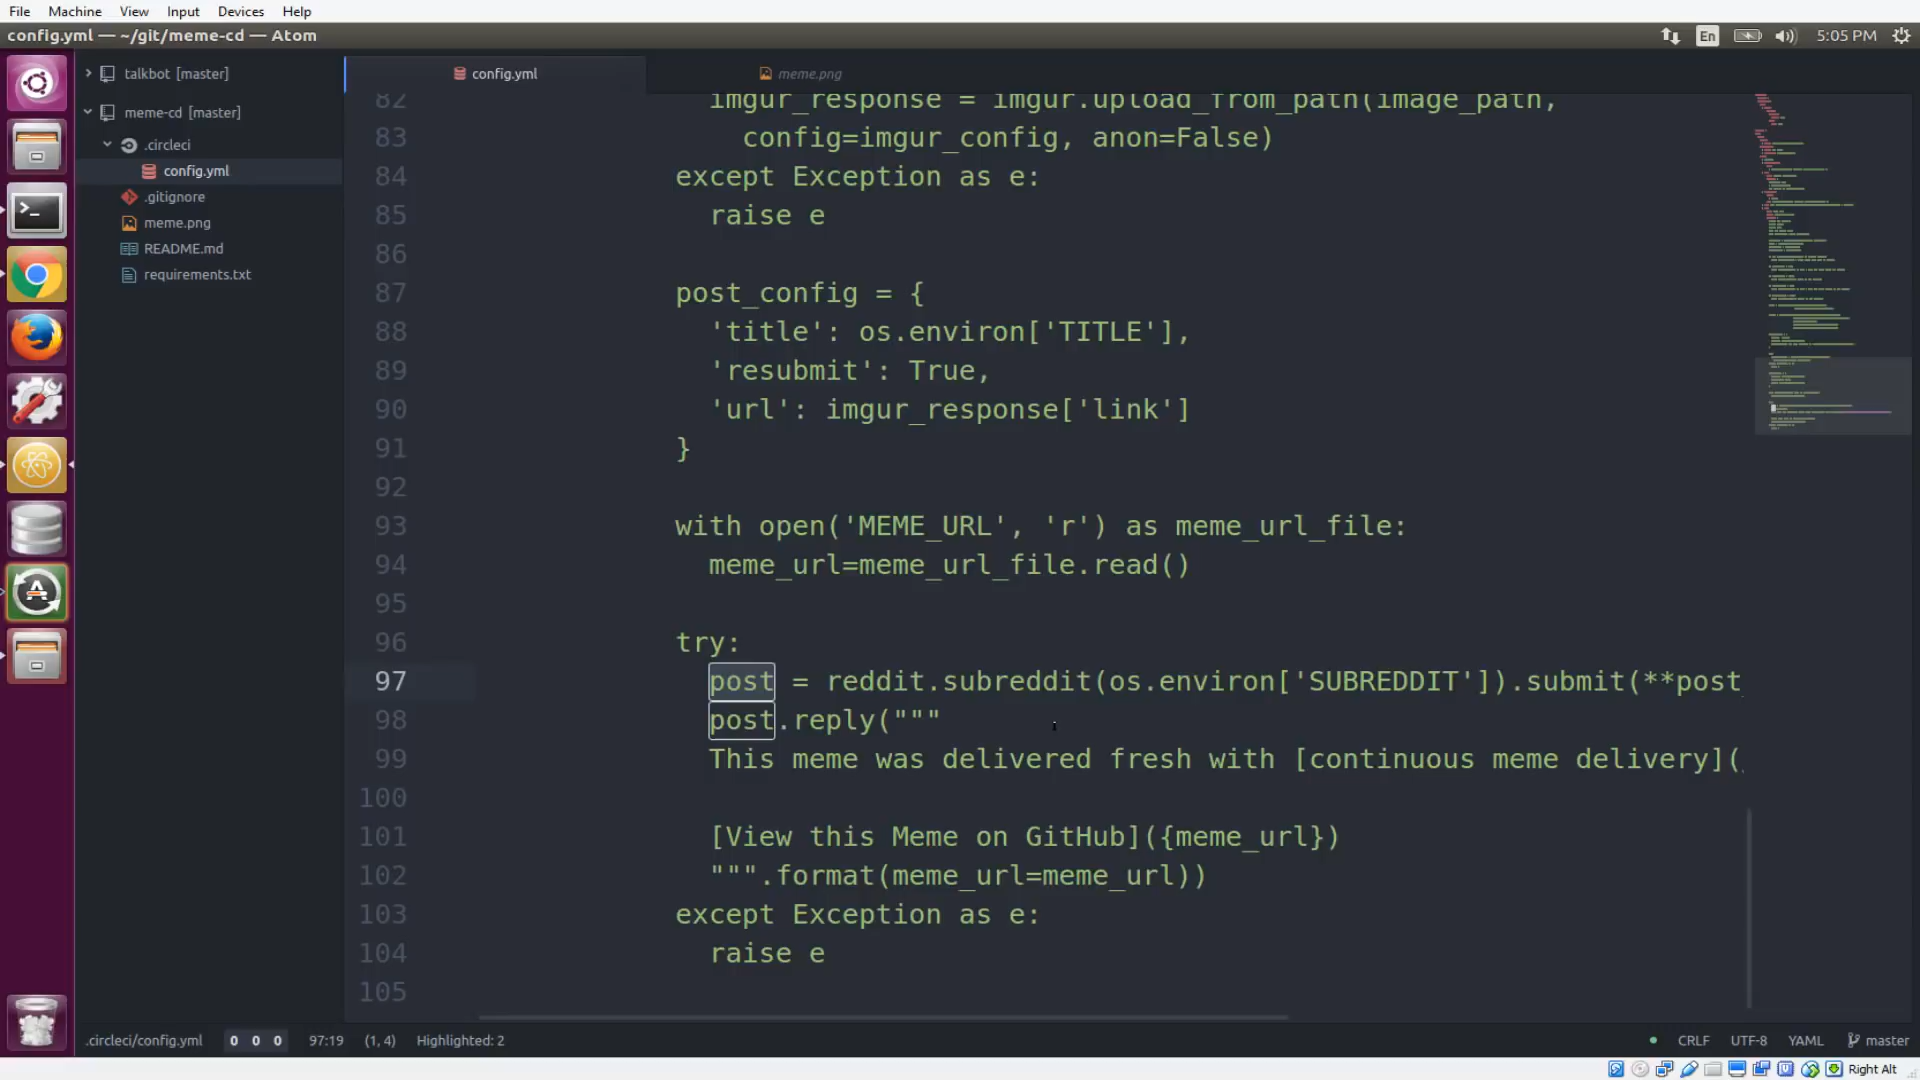 File Machine View Input Devices Help
config.yml — ~/git/meme-cd — Atom
En
5:05 PM
talkbot [master]
meme-cd [master]
.circleci
config.yml
.gitignore
meme.png
README.md
requirements.txt
config.yml
meme.png
82 imgur_response = imgur.upload_from_path(image_path,
83 config=imgur_config, anon=False)
84 except Exception as e:
85 raise e
86
87 post_config = {
88 'title': os.environ['TITLE'],
89 'resubmit': True,
90 'url': imgur_response['link']
91 }
92
93 with open('MEME_URL', 'r') as meme_url_file:
94 meme_url=meme_url_file.read()
95
96 try:
97 post = reddit.subreddit(os.environ['SUBREDDIT']).submit(**post
98 post.reply("""
99 This meme was delivered fresh with [continuous meme delivery](
100
101 [View this Meme on GitHub]({meme_url})
102 """.format(meme_url=meme_url))
103 except Exception as e:
104 raise e
105
.circleci/config.yml 0 0 0 97:19 (1, 4) Highlighted: 2
CRLF UTF-8 YAML master
Right Alt